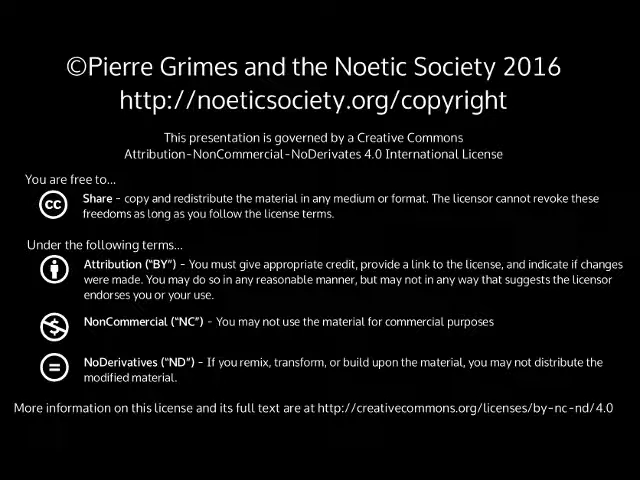 ©Pierre Grimes and the Noetic Society 2016
http://noeticsociety.org/copyright
This presentation is governed by a Creative Commons
Attribution-NonCommercial-NoDerivates 4.0 International License
You are free to...
Share - copy and redistribute the material in any medium or format. The licensor cannot revoke these
freedoms as long as you follow the license terms.
Under the following terms...
Attribution ("BY") - You must give appropriate credit, provide a link to the license, and indicate if changes
were made. You may do so in any reasonable manner, but may not in any way that suggests the licensor
endorses you or your use.
NonCommercial ("NC") - You may not use the material for commercial purposes
NoDerivatives ("ND") - If you remix, transform, or build upon the material, you may not distribute the
modified material.
More information on this license and its full text are at http://creativecommons.org/licenses/by-nc-nd/4.0